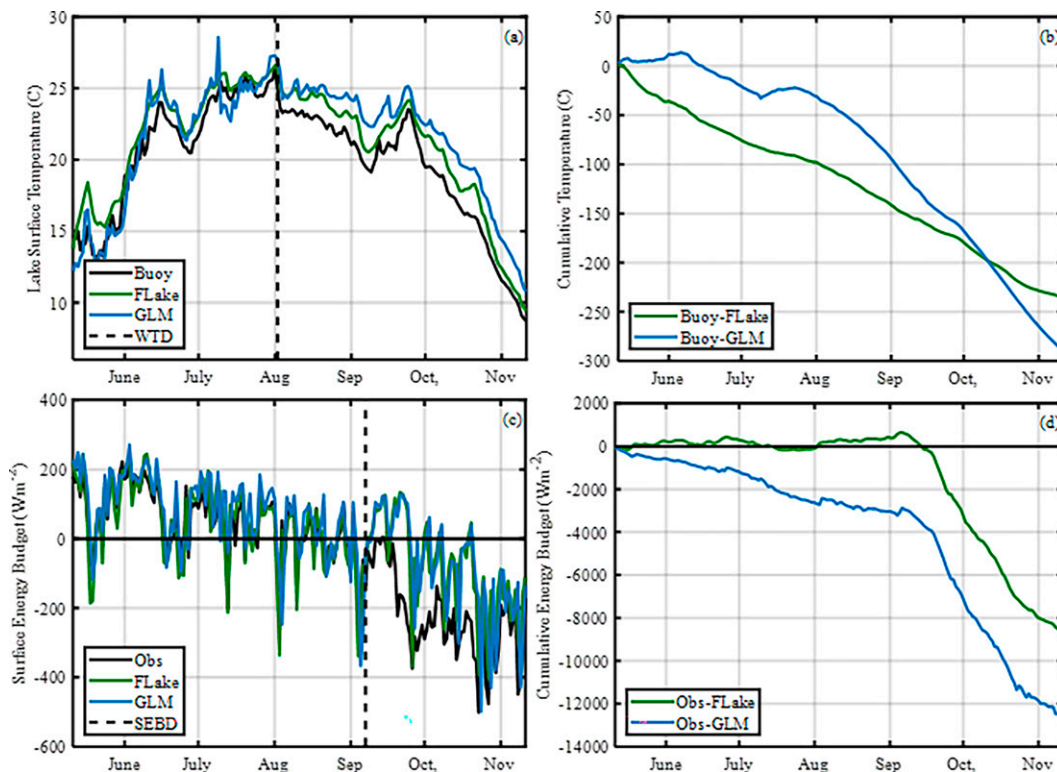 30
25
20
15
10
Lake Surface Temperature (C)
(a)
Buoy
FLake
GLM
WTD
June July Aug Sep Oct, Nov
50
0
-50
-100
-150
-200
-250
-300
Cumulative Temperature (C)
(b)
Buoy-FLake
Buoy-GLM
June July Aug Sep Oct, Nov
400
200
0
-200
-400
-600
Surface Energy Budget (Wm⁻²)
(c)
Obs
FLake
GLM
SEBD
June July Aug Sep Oct, Nov
2000
0
-2000
-4000
-6000
-8000
-10000
-12000
-14000
Cumulative Energy Budget (Wm⁻²)
(d)
Obs-FLake
Obs-GLM
June July Aug Sep Oct, Nov